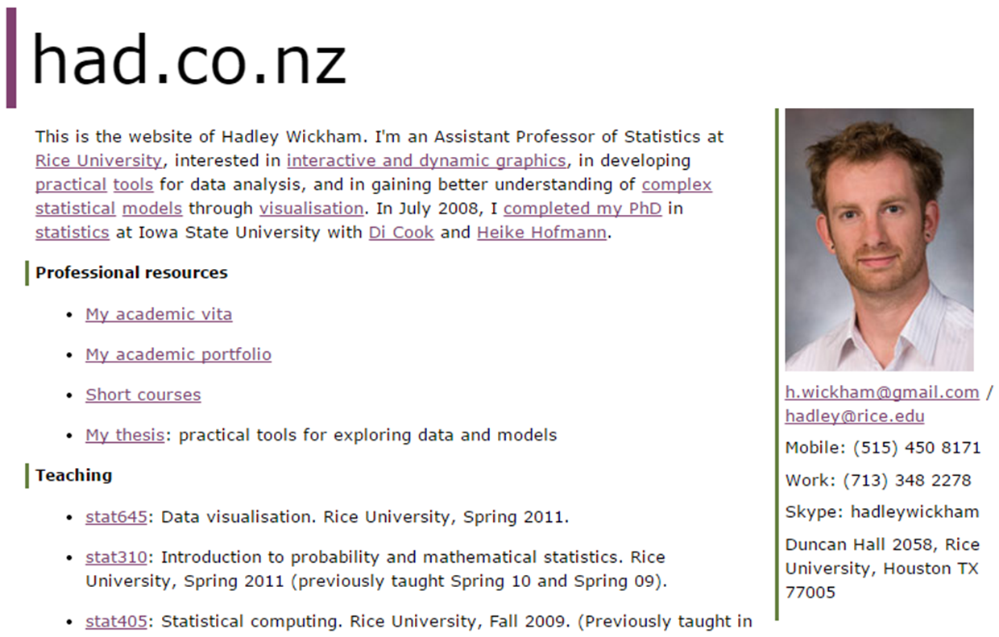 had.co.nz
This is the website of Hadley Wickham. I'm an Assistant Professor of Statistics at
Rice University, interested in interactive and dynamic graphics, in developing
practical tools for data analysis, and in gaining better understanding of complex
statistical models through visualisation. In July 2008, I completed my PhD in
statistics at Iowa State University with Di Cook and Heike Hofmann.
Professional resources
• My academic vita
• My academic portfolio
• Short courses
• My thesis: practical tools for exploring data and models
Teaching
• stat645: Data visualisation. Rice University, Spring 2011.
• stat310: Introduction to probability and mathematical statistics. Rice
University, Spring 2011 (previously taught Spring 10 and Spring 09).
• stat405: Statistical computing. Rice University, Fall 2009. (Previously taught in
h.wickham@gmail.com /
hadley@rice.edu
Mobile: (515) 450 8171
Work: (713) 348 2278
Skype: hadleywickham
Duncan Hall 2058, Rice
University, Houston TX
77005